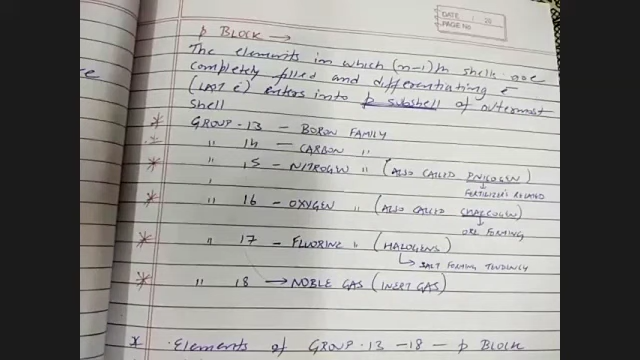 DATE : 20
PAGE NO
p BLOCK →
The elements in which (n-1)th shells are
completely filled and differentiating e
(LAST e) enters into p subshell of outermost
shell
* GROUP-13 - BORON FAMILY
* " 14 - CARBON "
* " 15 - NITROGEN " (ALSO CALLED PNICOGEN)
FERTILIZER RELATED
* " 16 - OXYGEN " (ALSO CALLED CHALCOGEN)
ORE FORMING
* " 17 - FLUORINE " (HALOGENS)
↳ SALT FORMING TENDENCY
* " 18 → NOBLE GAS (INERT GAS)
* Elements of GROUP-13-18- p BLOCK